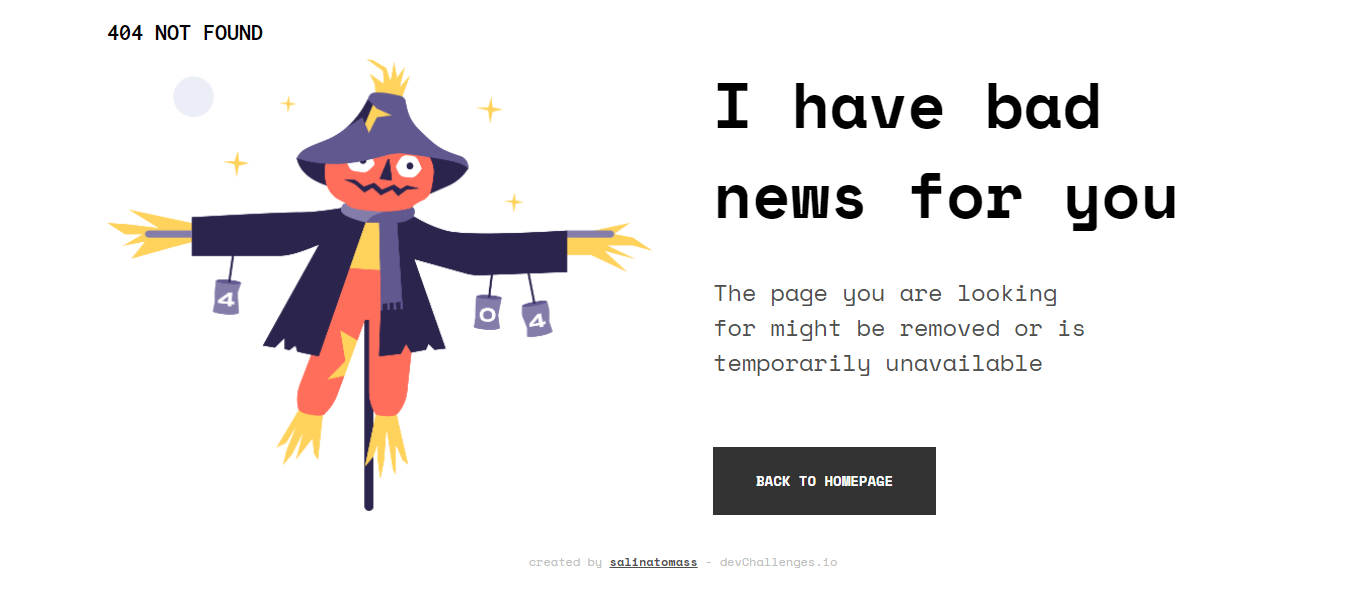 404 NOT FOUND
I have bad
news for you
The page you are looking
for might be removed or is
temporarily unavailable
4
0
4
BACK TO HOMEPAGE
created by salinatomass - devChallenges.io